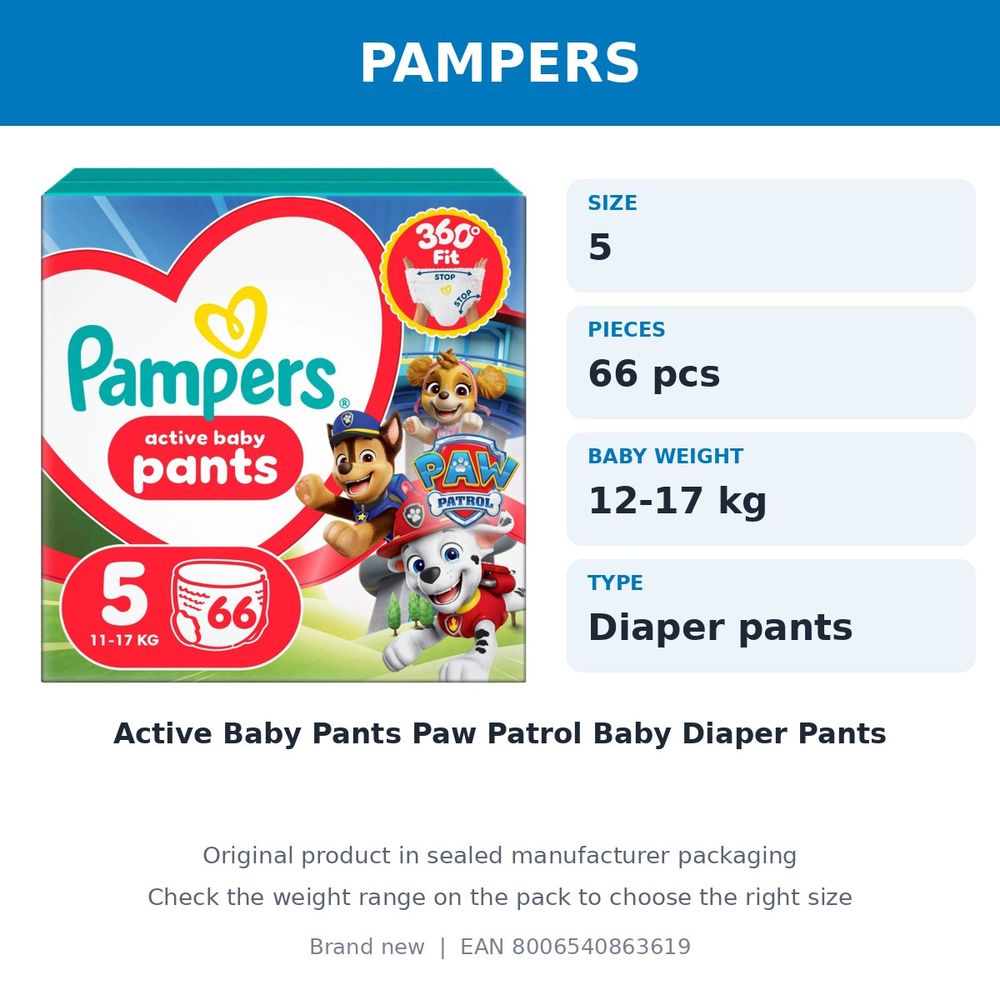 PAMPERS
360°
Fit
STOP
STOP
Pampers®
active baby
pants
PAW
PATROL
5
66
11-17 KG
SIZE
5
PIECES
66 pcs
BABY WEIGHT
12-17 kg
TYPE
Diaper pants
Active Baby Pants Paw Patrol Baby Diaper Pants
Original product in sealed manufacturer packaging
Check the weight range on the pack to choose the right size
Brand new | EAN 8006540863619